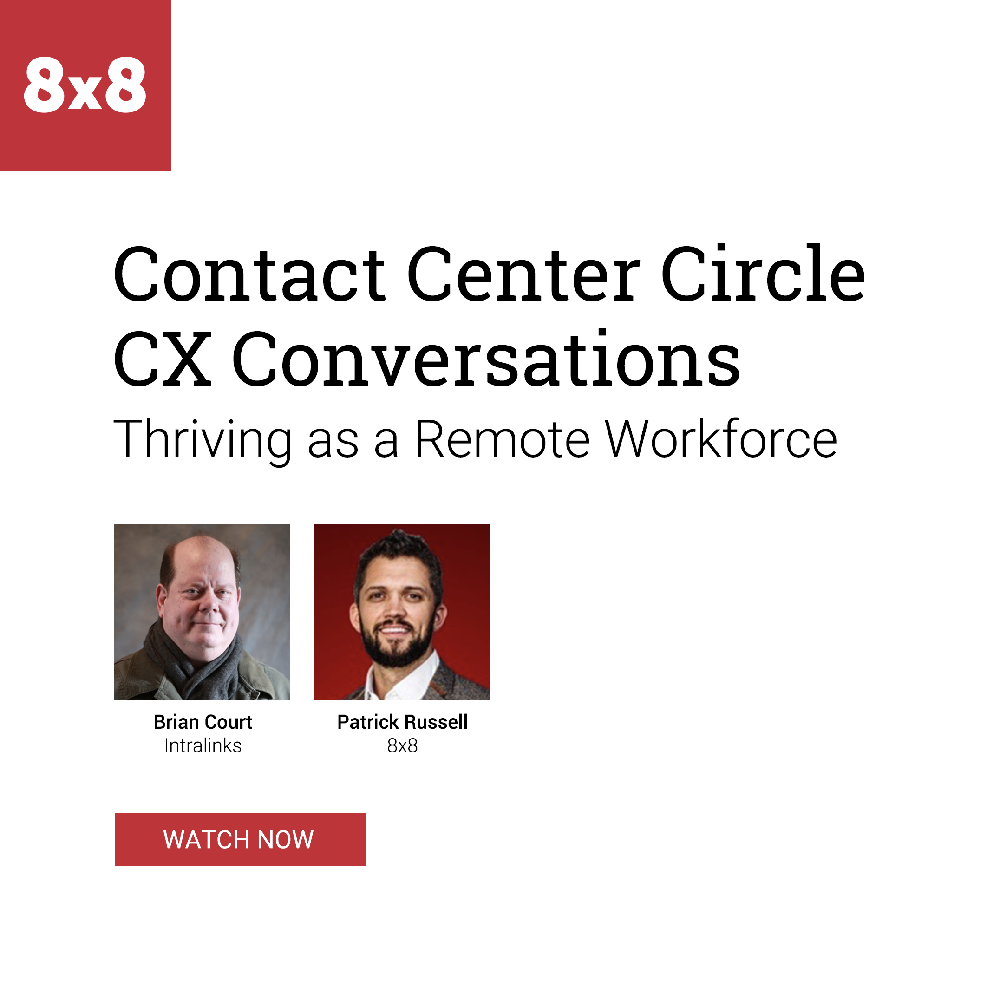 8x8
Contact Center Circle
CX Conversations
Thriving as a Remote Workforce
Brian Court
Intralinks
Patrick Russell
8x8
WATCH NOW